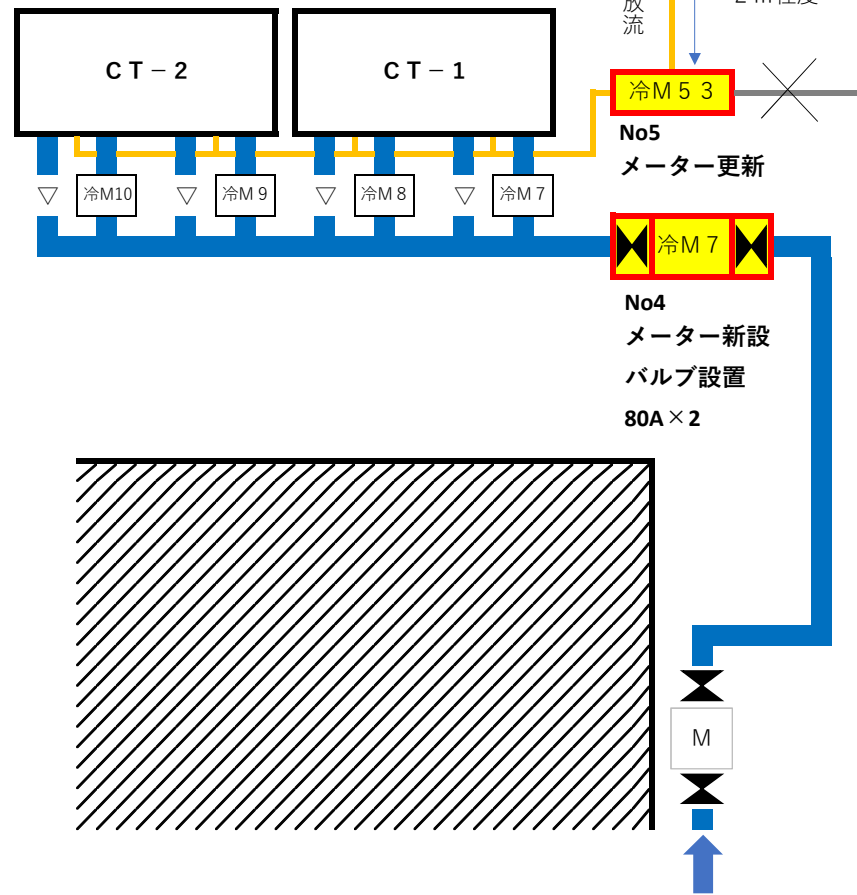 放流
2ｍ程度
ＣＴ－２
ＣＴ－１
冷Ｍ５３
No5
メーター更新
▽
冷M10
▽
冷Ｍ９
▽
冷Ｍ８
▽
冷Ｍ７
冷Ｍ７
No4
メーター新設
バルブ設置
80A×2
Ｍ